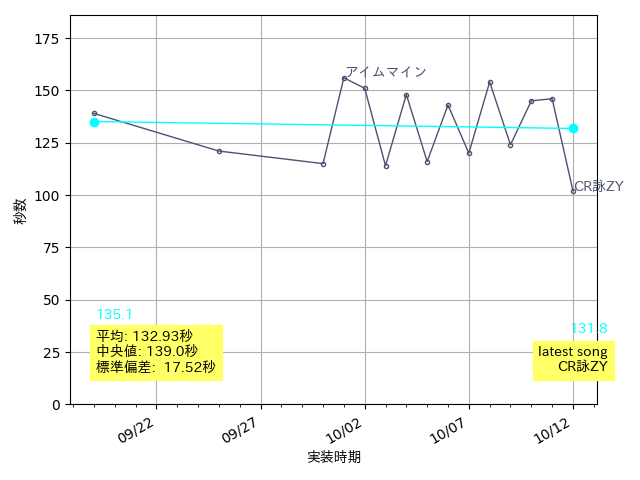 175
150
125
100
75
50
25
0
秒数
アイムマイン
CR詠ZY
135.1
平均: 132.93秒
中央値: 139.0秒
標準偏差: 17.52秒
131.8
latest song
CR詠ZY
09/22
09/27
10/02
10/07
10/12
実装時期